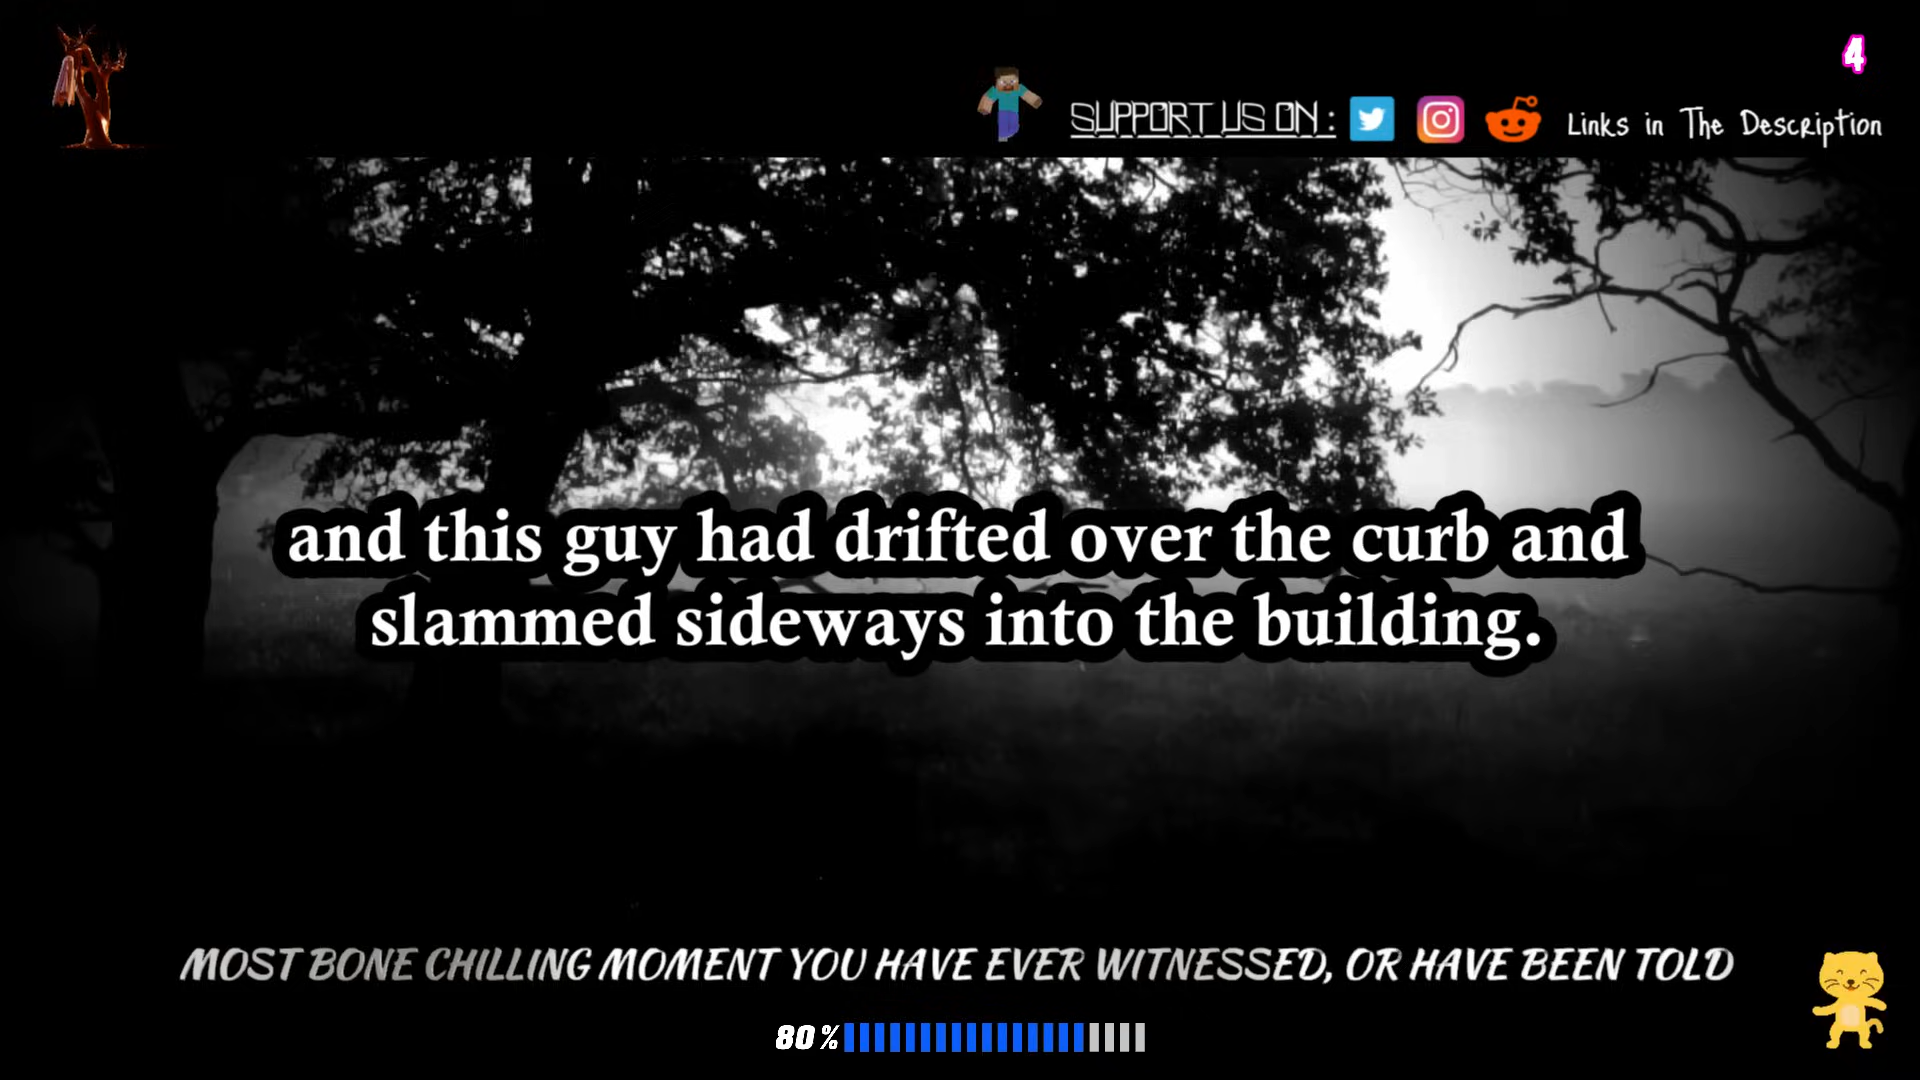 4
SUPPORT US ON :
Links in The Description
and this guy had drifted over the curb and
slammed sideways into the building.
MOST BONE CHILLING MOMENT YOU HAVE EVER WITNESSED, OR HAVE BEEN TOLD
80%